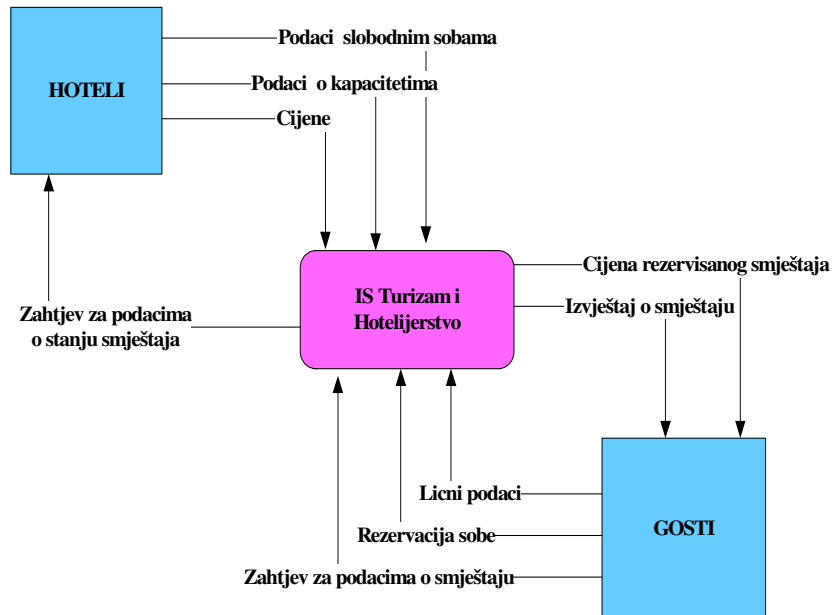 Podaci slobodnim sobama
HOTELI
Podaci o kapacitetima
Cijene
Cijena rezervisanog smještaja
IS Turizam i
Hotelijerstvo
Izvještaj o smještaju
Zahtjev za podacima
o stanju smještaja
Licni podaci
GOSTI
Rezervacija sobe
Zahtjev za podacima o smještaju